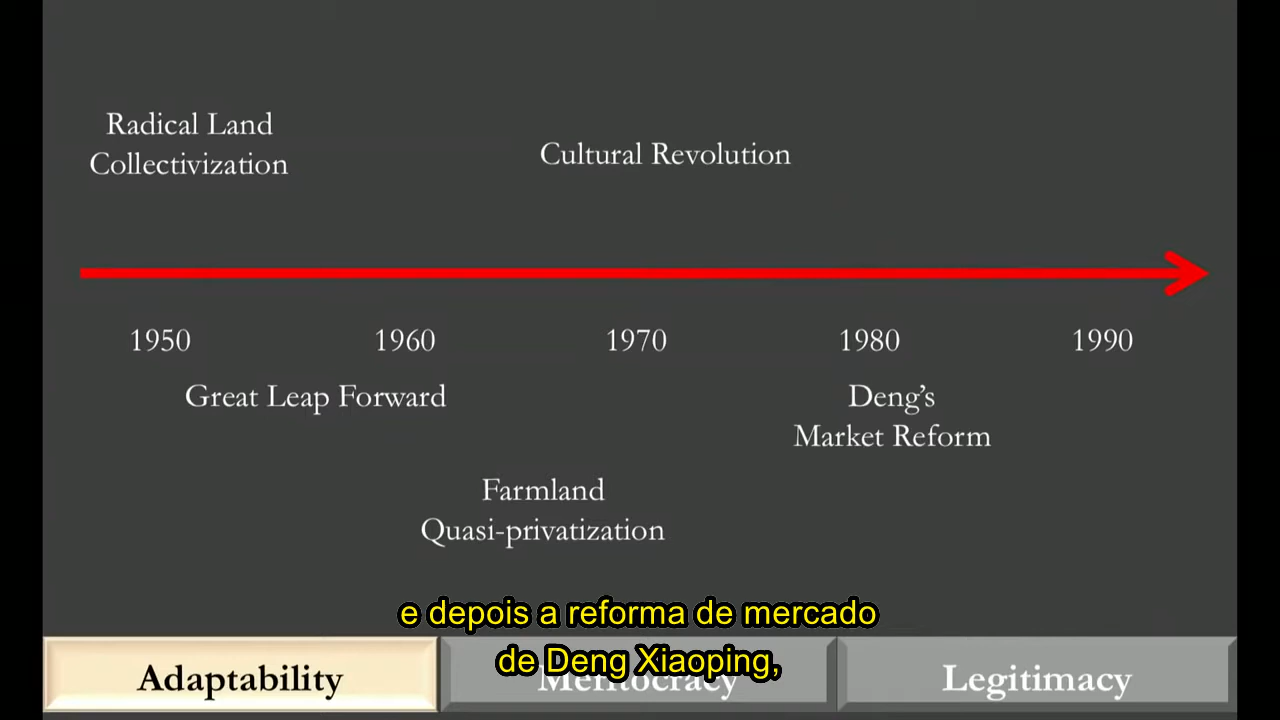 Radical Land
Collectivization
Cultural Revolution
1950 1960 1970 1980 1990
Great Leap Forward
Deng’s
Market Reform
Farmland
Quasi-privatization
e depois a reforma de mercado
de Deng Xiaoping,
Adaptability Meritocracy Legitimacy